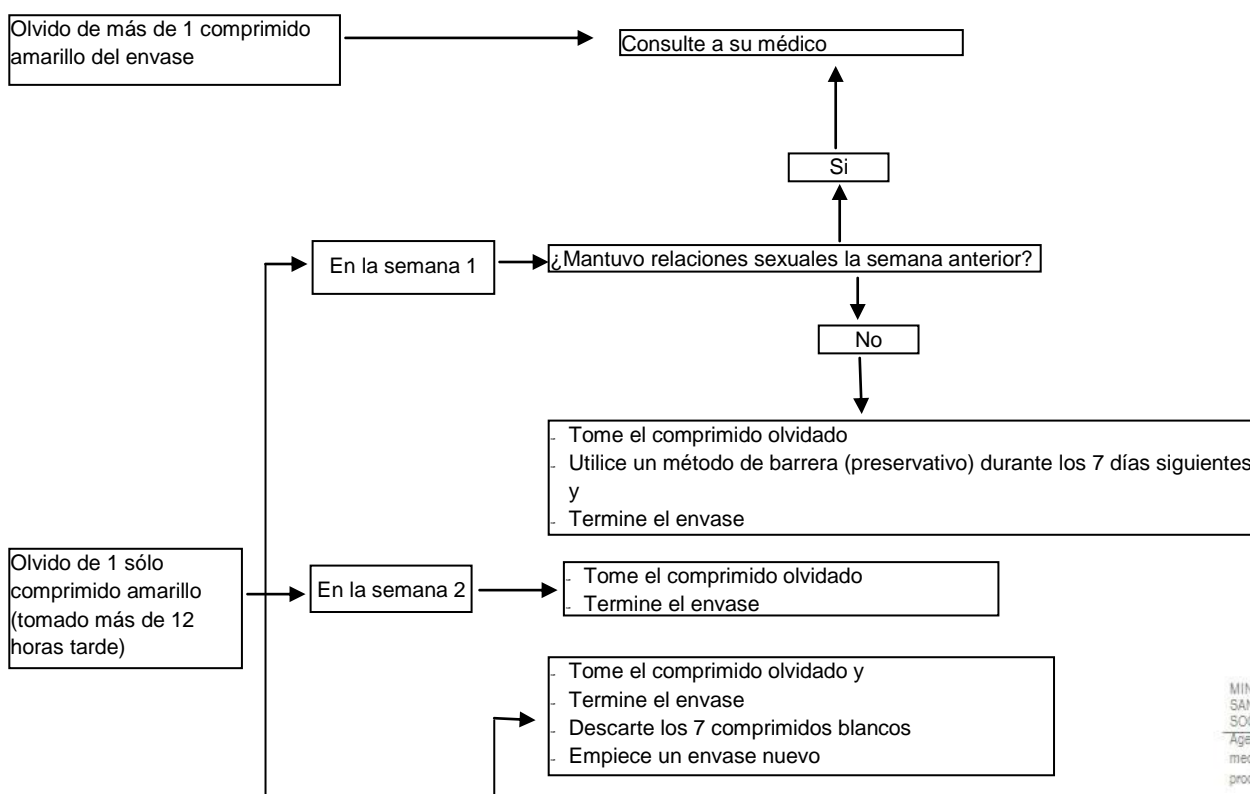 Olvido de más de 1 comprimido
amarillo del envase
Consulte a su médico
Si
En la semana 1
¿Mantuvo relaciones sexuales la semana anterior?
No
- Tome el comprimido olvidado
- Utilice un método de barrera (preservativo) durante los 7 días siguientes
y
- Termine el envase
Olvido de 1 sólo
comprimido amarillo
(tomado más de 12
horas tarde)
En la semana 2
- Tome el comprimido olvidado
- Termine el envase
- Tome el comprimido olvidado y
- Termine el envase
- Descarte los 7 comprimidos blancos
- Empiece un envase nuevo